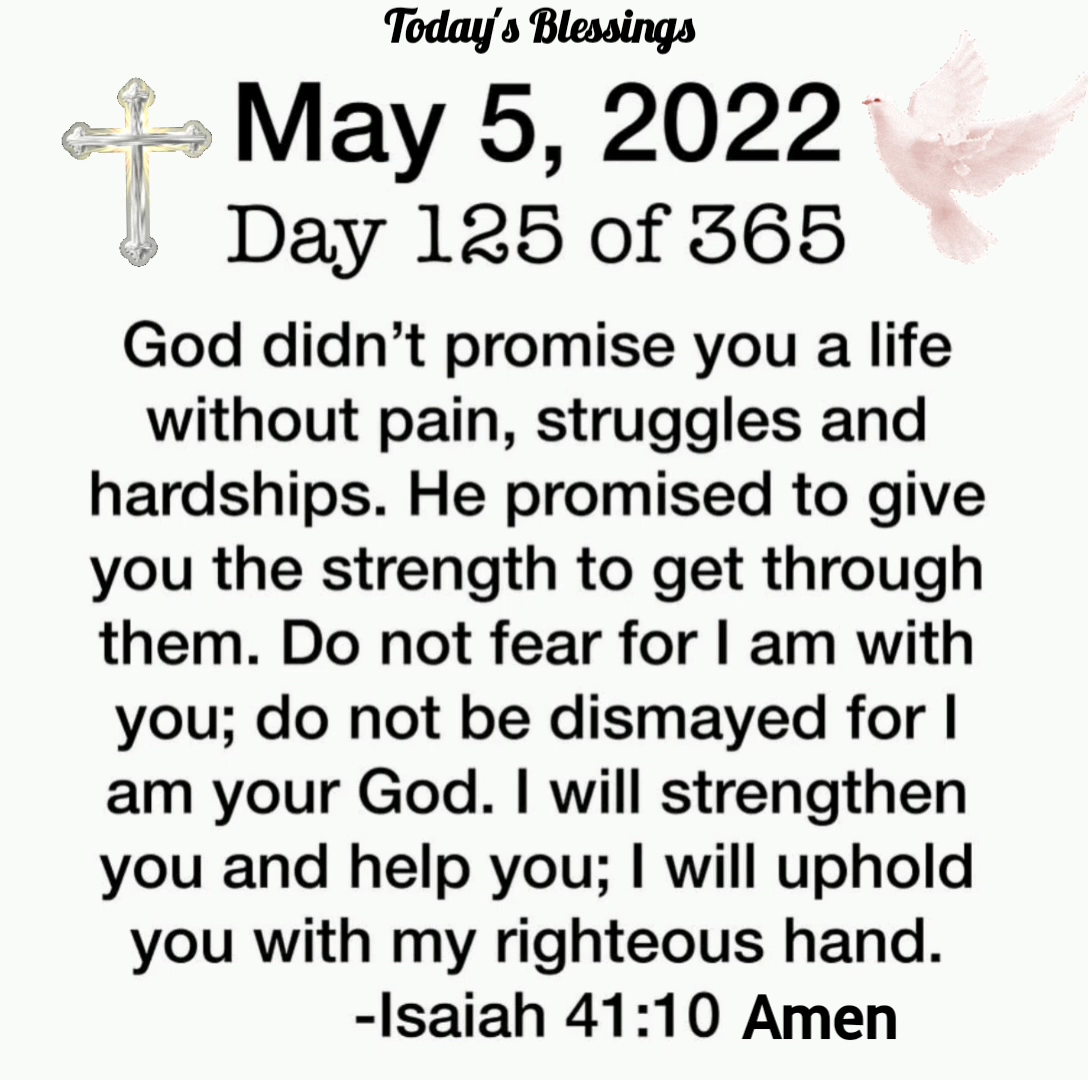 Today's Blessings
May 5, 2022
Day 125 of 365
God didn’t promise you a life
without pain, struggles and
hardships. He promised to give
you the strength to get through
them. Do not fear for I am with
you; do not be dismayed for I
am your God. I will strengthen
you and help you; I will uphold
you with my righteous hand.
-Isaiah 41:10 Amen